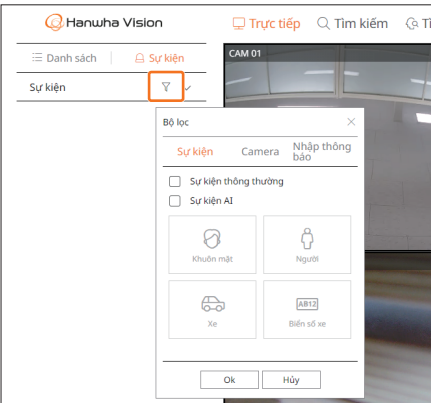 Hanwha Vision
Trực tiếp
Tìm kiếm
Danh sách
Sự kiện
CAM 01
Sự kiện
Bộ lọc
Sự kiện
Camera
Nhập thông
báo
Sự kiện thông thường
Sự kiện AI
Khuôn mặt
Người
AB12
Xe
Biển số xe
Ok
Hủy